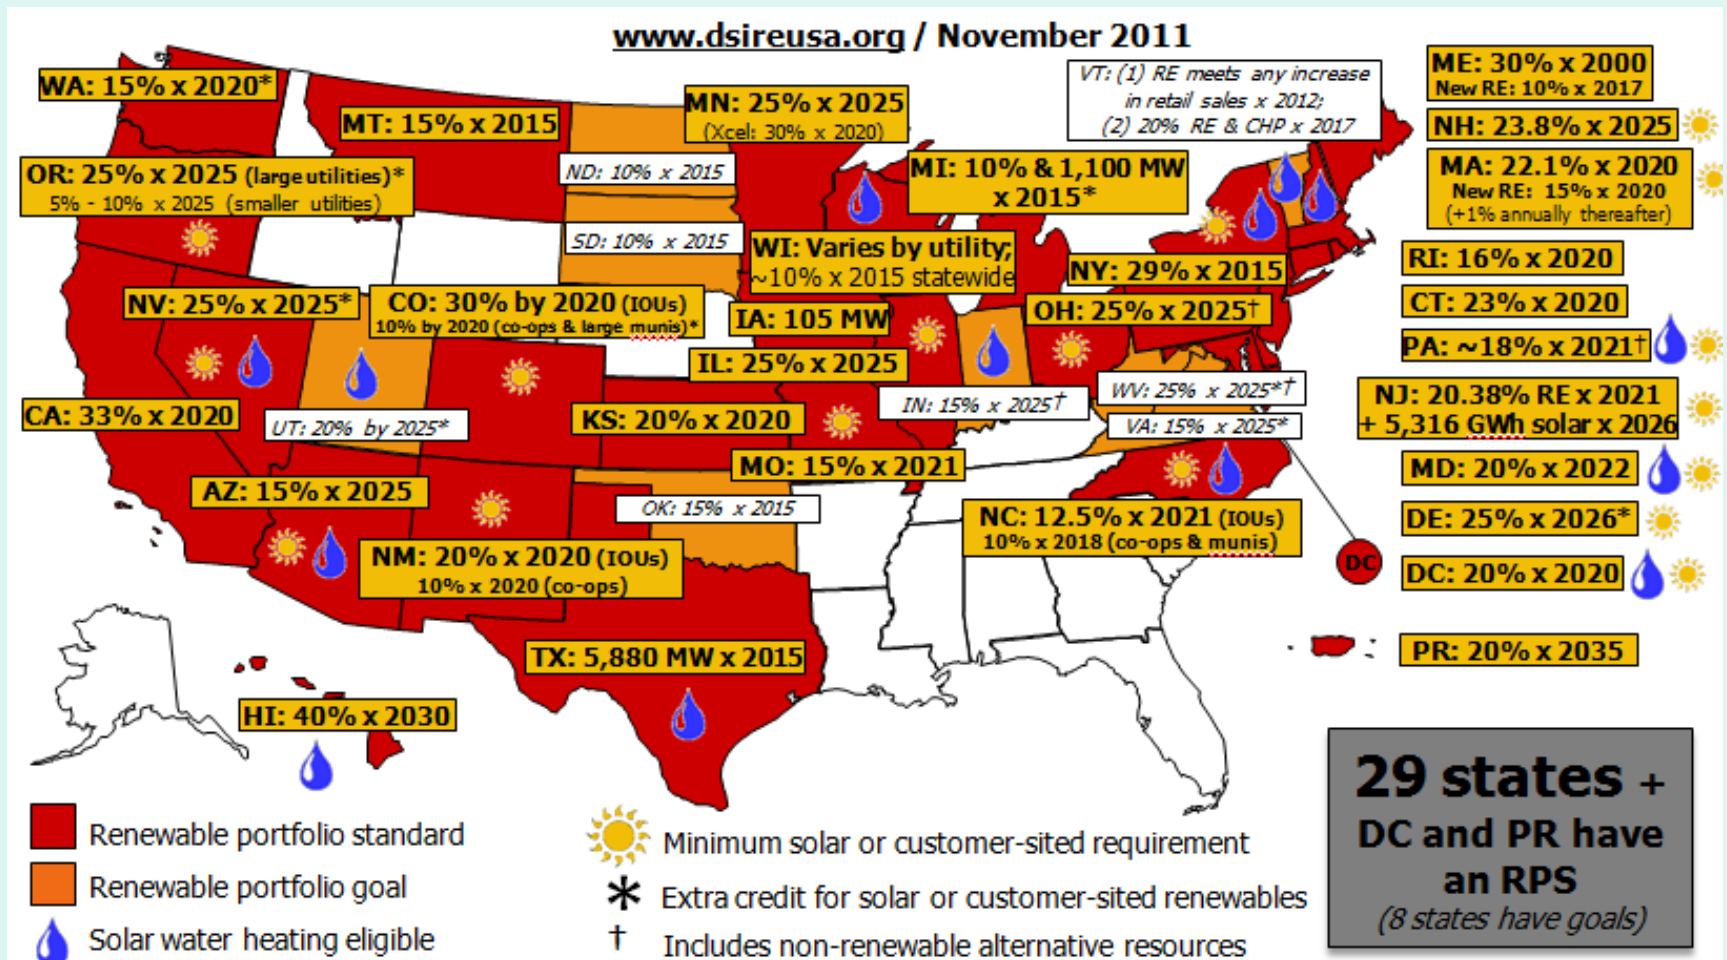 www.dsireusa.org / November 2011
WA: 15% x 2020*
MT: 15% x 2015
MN: 25% x 2025
(Xcel: 30% x 2020)
VT: (1) RE meets any increase
in retail sales x 2012;
(2) 20% RE & CHP x 2017
ME: 30% x 2000
New RE: 10% x 2017
NH: 23.8% x 2025
MA: 22.1% x 2020
New RE: 15% x 2020
(+1% annually thereafter)
OR: 25% x 2025 (large utilities)*
5% - 10% x 2025 (smaller utilities)
ND: 10% x 2015
MI: 10% & 1,100 MW
x 2015*
SD: 10% x 2015
WI: Varies by utility;
~10% x 2015 statewide
NY: 29% x 2015
RI: 16% x 2020
CT: 23% x 2020
NV: 25% x 2025*
CO: 30% by 2020 (IOUs)
10% by 2020 (co-ops & large munis)*
IA: 105 MW
OH: 25% x 2025†
PA: ~18% x 2021†
IL: 25% x 2025
WV: 25% x 2025*†
IN: 15% x 2025†
NJ: 20.38% RE x 2021
+ 5,316 GWh solar x 2026
CA: 33% x 2020
UT: 20% by 2025*
KS: 20% x 2020
VA: 15% x 2025*
MO: 15% x 2021
MD: 20% x 2022
AZ: 15% x 2025
OK: 15% x 2015
NC: 12.5% x 2021 (IOUs)
10% x 2018 (co-ops & munis)
DE: 25% x 2026*
NM: 20% x 2020 (IOUs)
10% x 2020 (co-ops)
DC
DC: 20% x 2020
TX: 5,880 MW x 2015
PR: 20% x 2035
HI: 40% x 2030
29 states +
DC and PR have
an RPS
(8 states have goals)
Renewable portfolio standard
Renewable portfolio goal
Solar water heating eligible
Minimum solar or customer-sited requirement
* Extra credit for solar or customer-sited renewables
† Includes non-renewable alternative resources